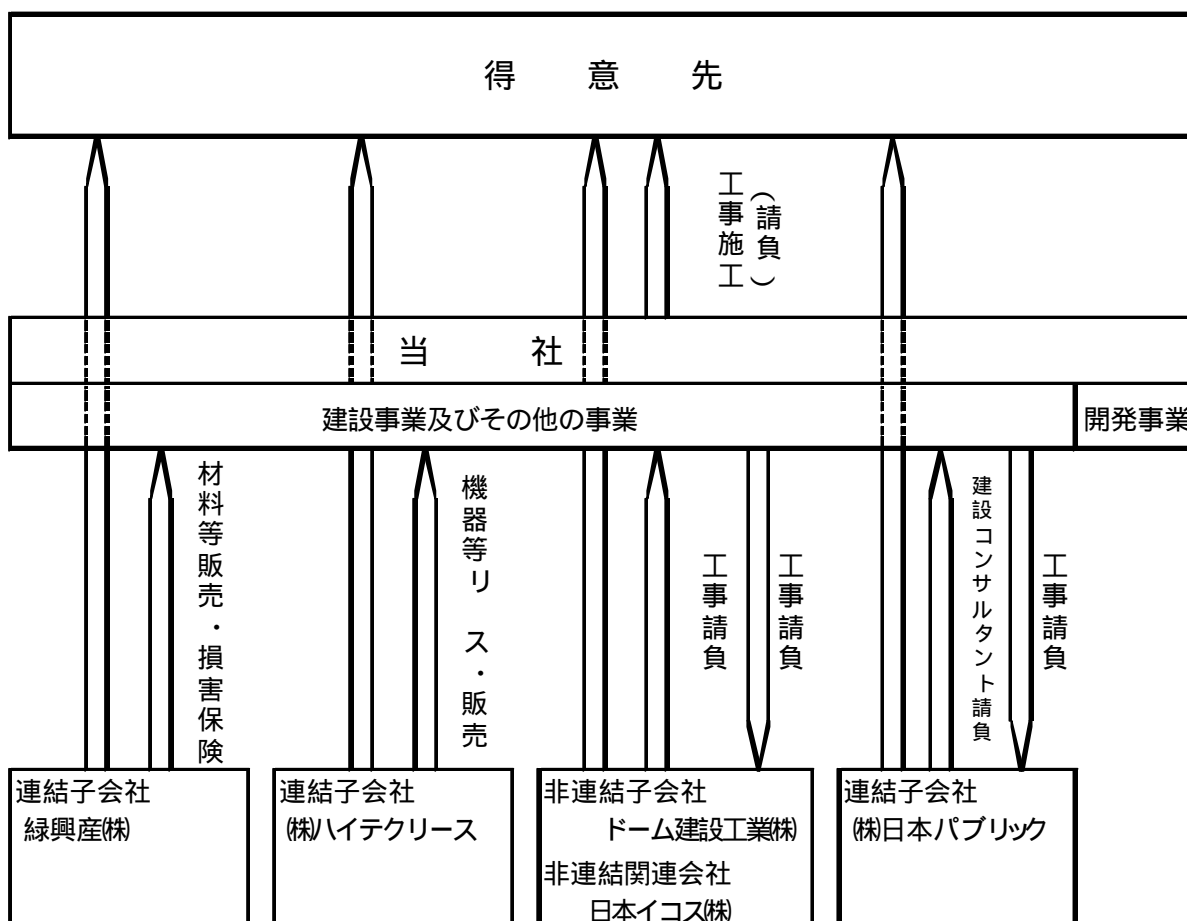 得意先
工事施工
（請負）
当社
建設事業及びその他の事業
開発事業
材料等販売・損害保険
機器等リ ス・販売
工事請負
工事請負
建設コンサルタント請負
工事請負
連結子会社
緑興産㈱
連結子会社
㈱ハイテクリース
非連結子会社
ドーム建設工業㈱
非連結関連会社
日本イコス㈱
連結子会社
㈱日本パブリック